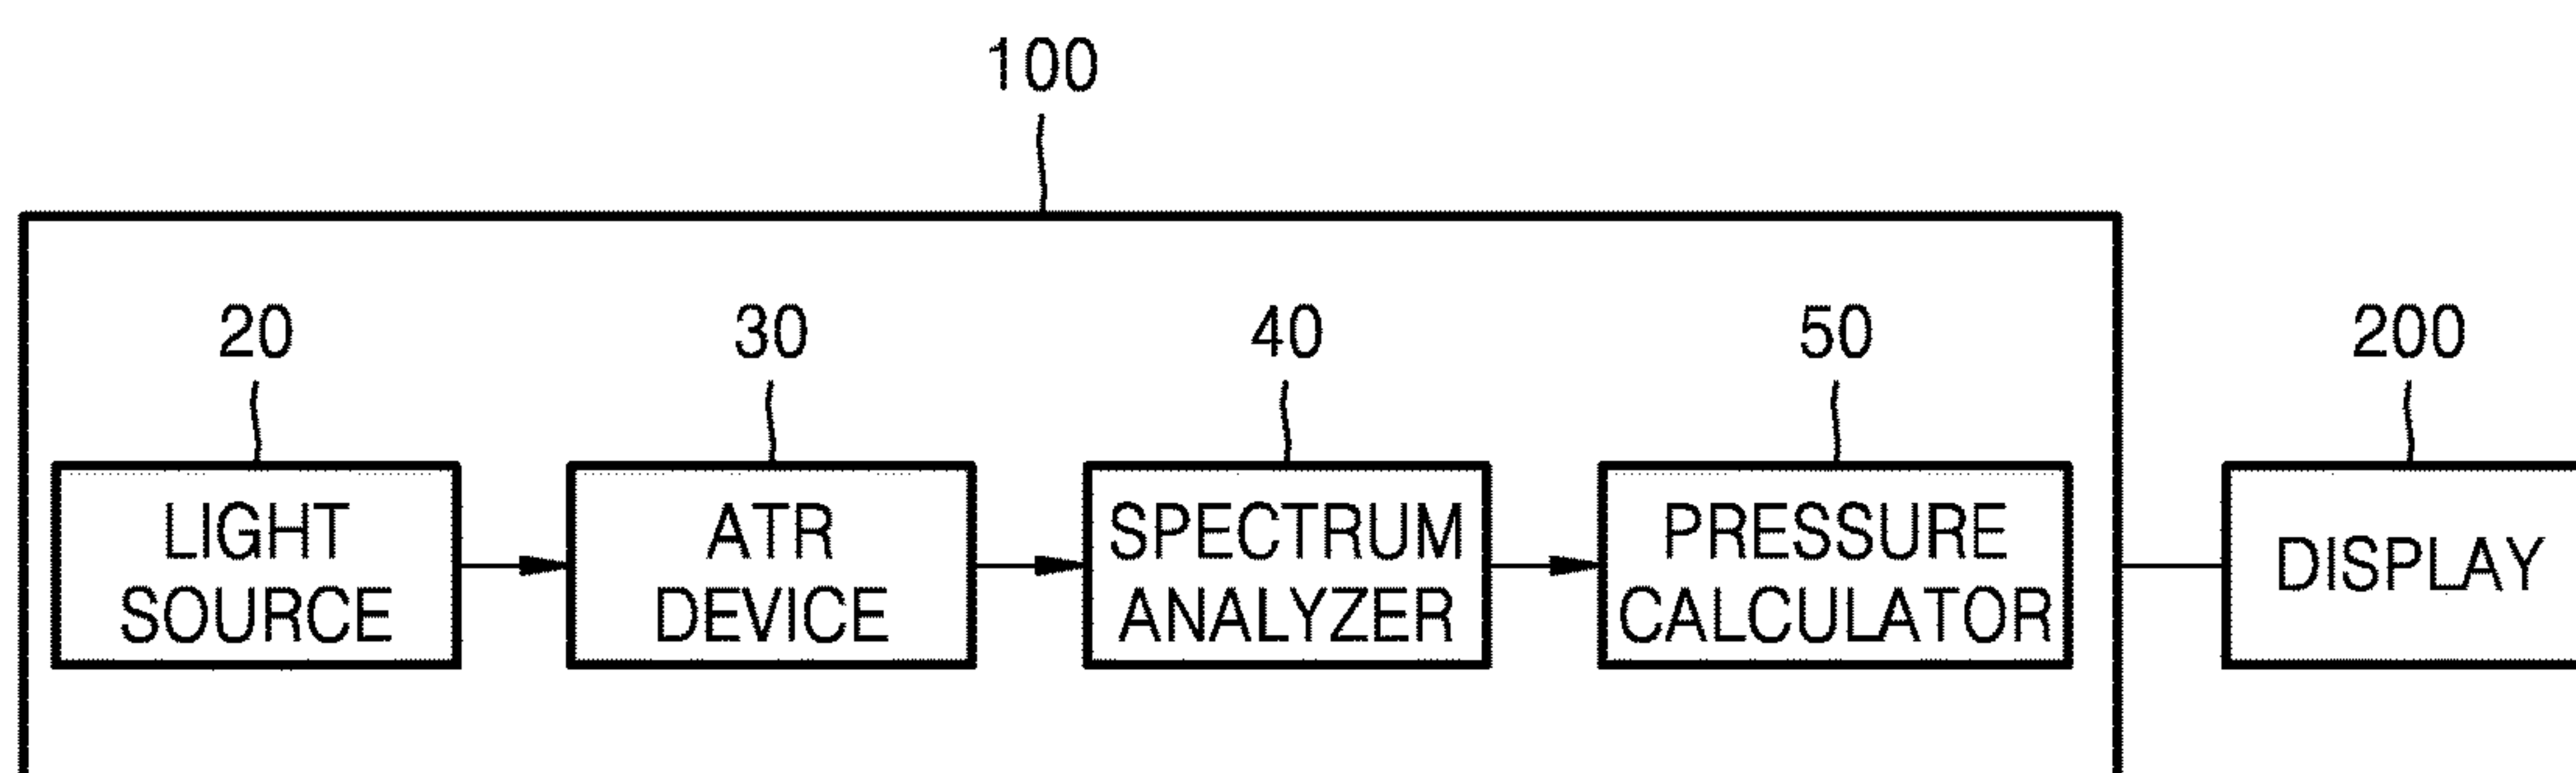 100
20
30
40
50
200
LIGHT
SOURCE
ATR
DEVICE
SPECTRUM
ANALYZER
PRESSURE
CALCULATOR
DISPLAY